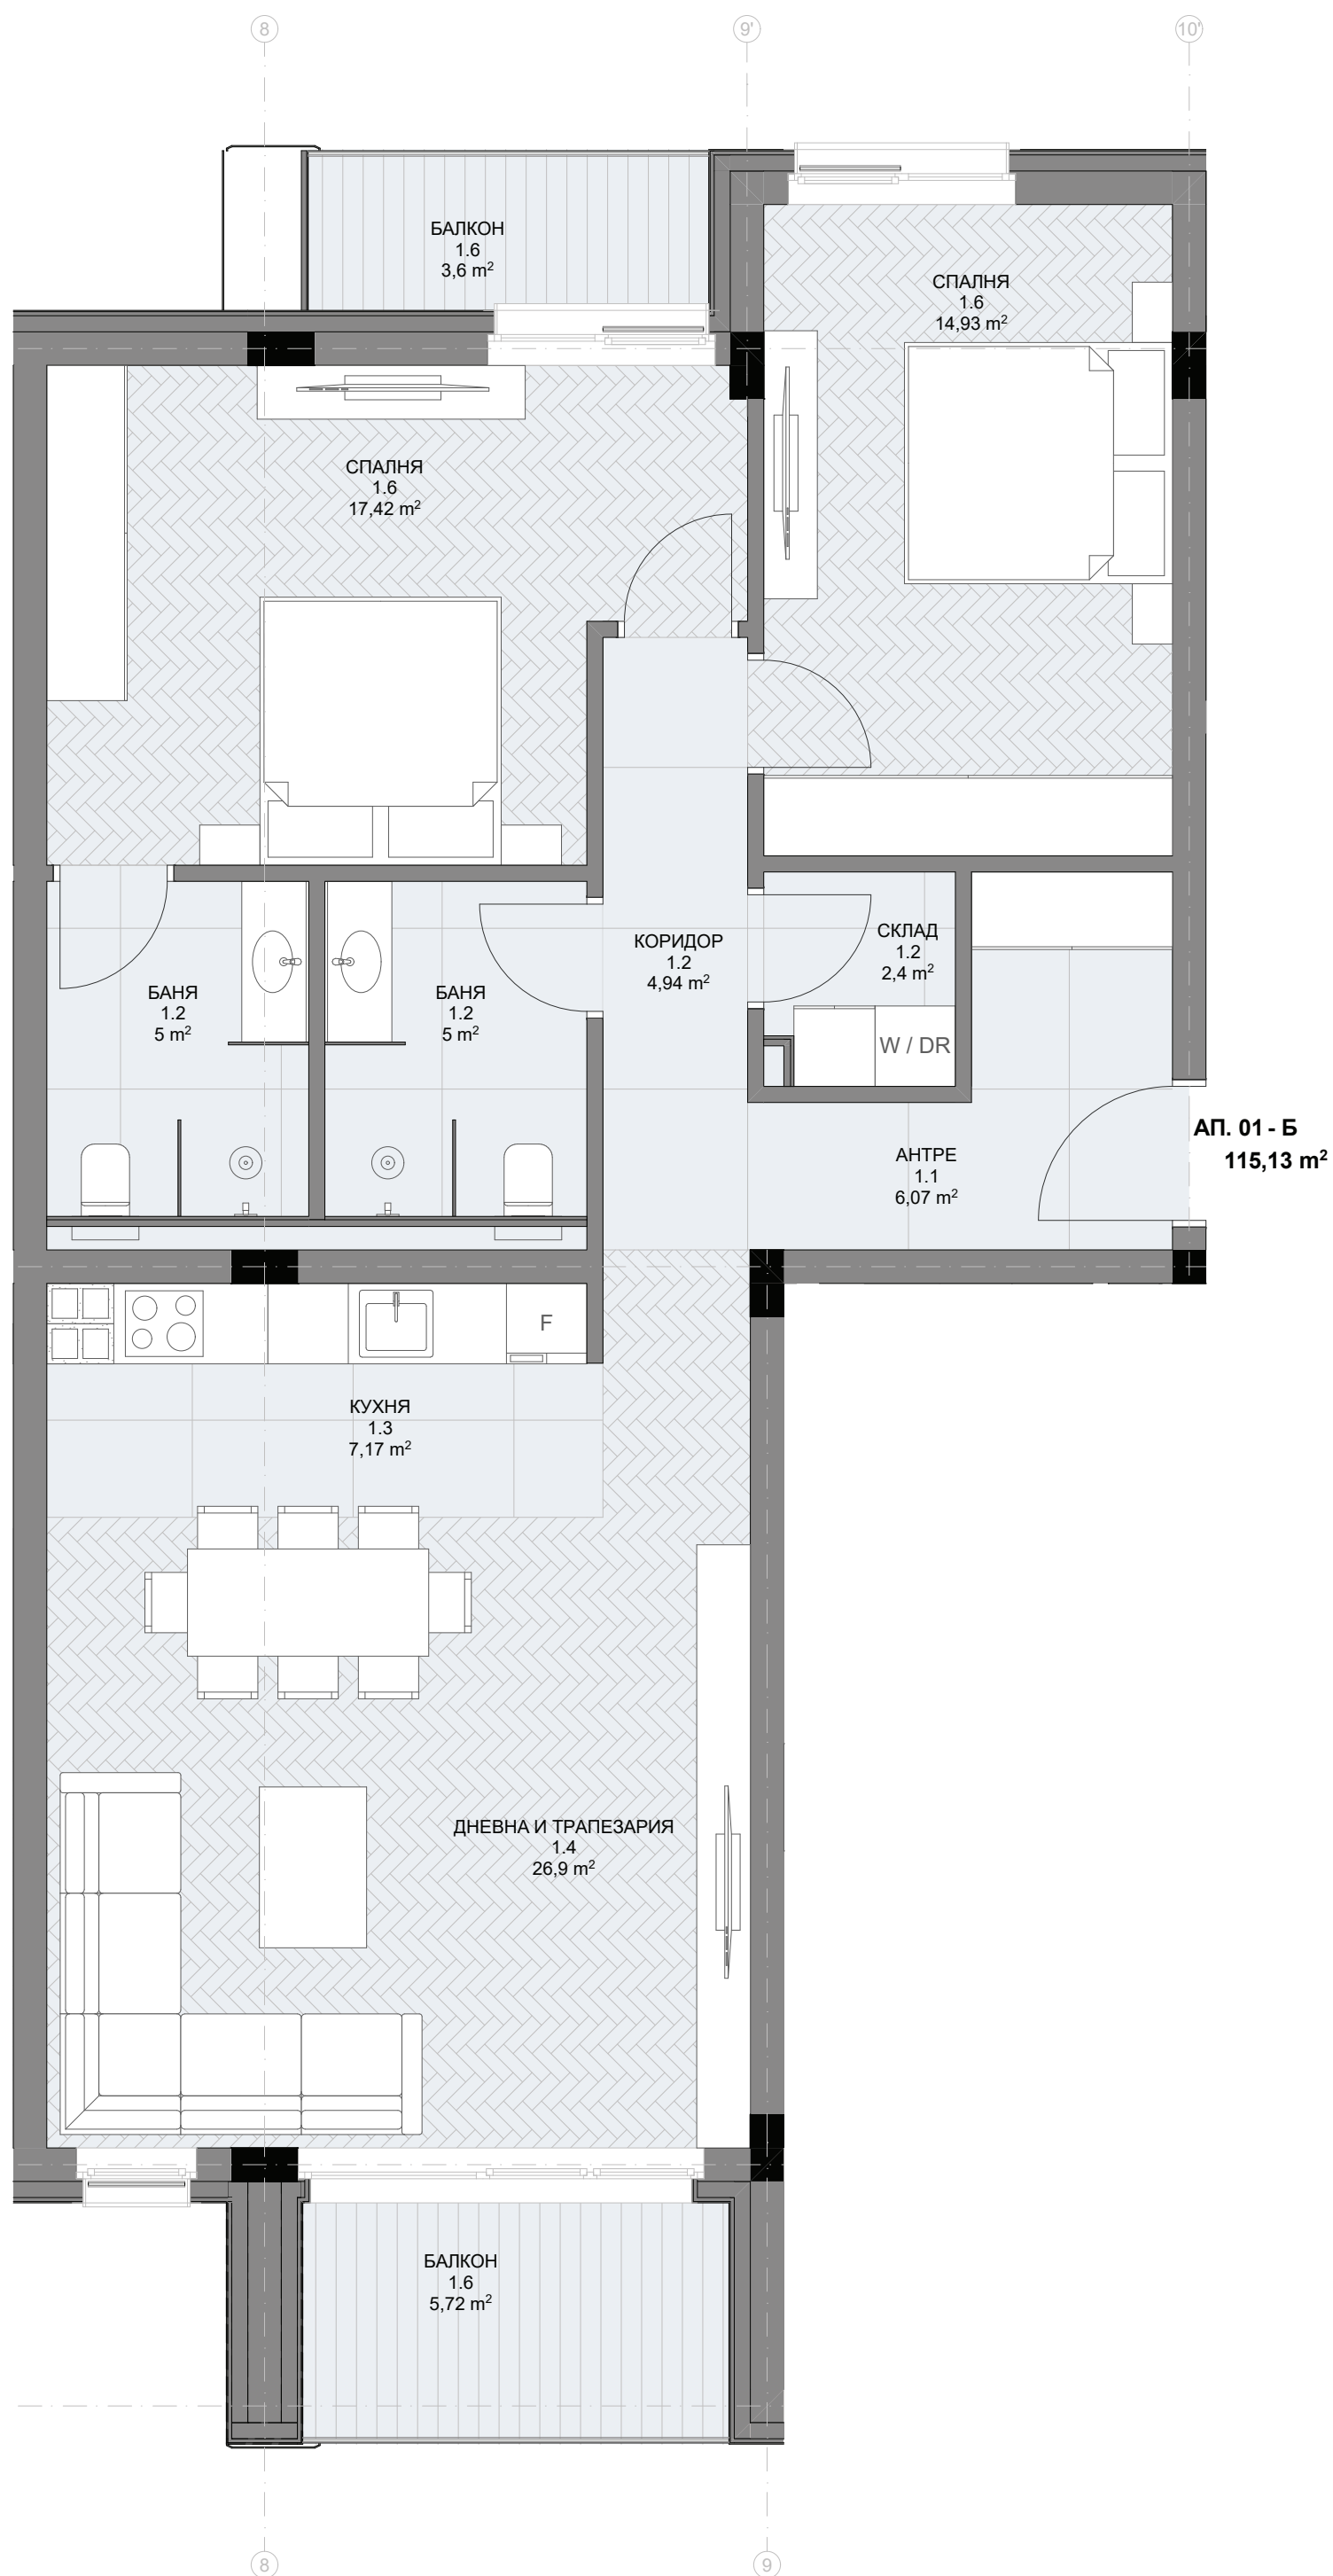 8
9'
10'
БАЛКОН
1.6
3,6 m²
СПАЛНЯ
1.6
14,93 m²
СПАЛНЯ
1.6
17,42 m²
КОРИДОР
1.2
4,94 m²
СКЛАД
1.2
2,4 m²
W / DR
БАНЯ
1.2
5 m²
БАНЯ
1.2
5 m²
АП. 01 - Б
115,13 m²
АНТРЕ
1.1
6,07 m²
F
КУХНЯ
1.3
7,17 m²
ДНЕВНА И ТРАПЕЗАРИЯ
1.4
26,9 m²
БАЛКОН
1.6
5,72 m²
8
9